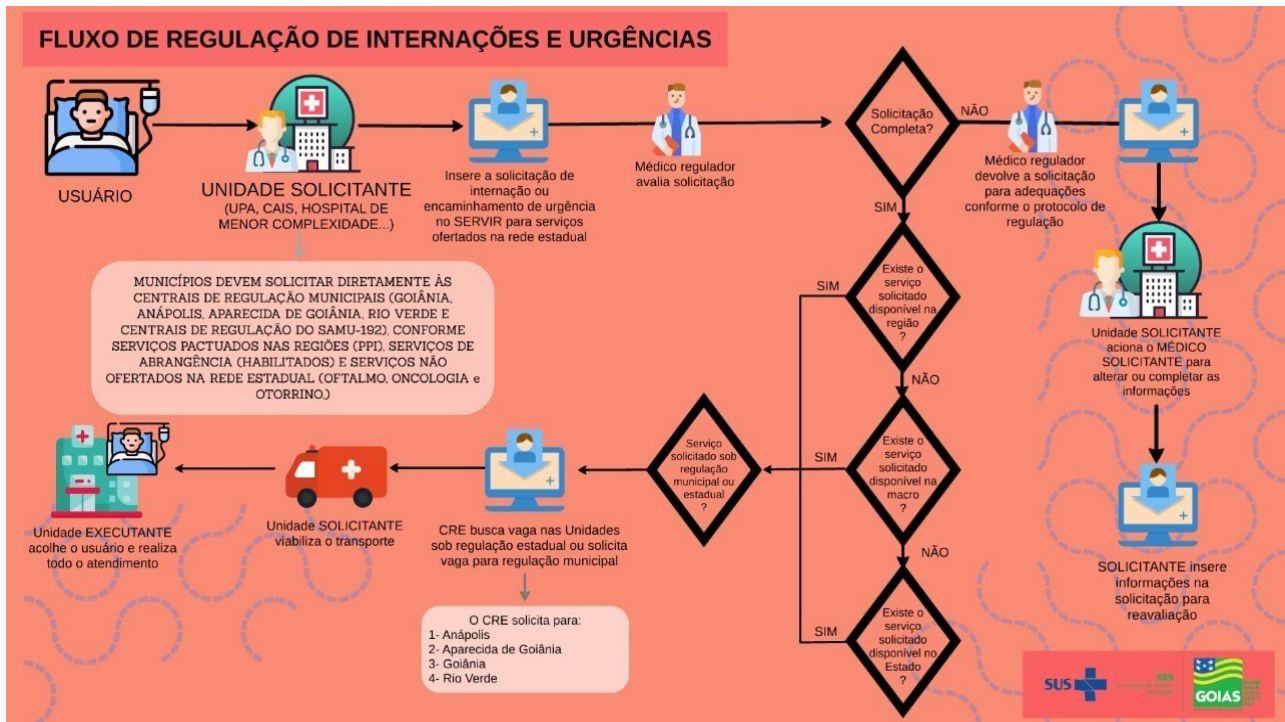 FLUXO DE REGULAÇÃO DE INTERNAÇÕES E URGÊNCIAS
USUÁRIO
UNIDADE SOLICITANTE
(UPA, CAIS, HOSPITAL DE
MENOR COMPLEXIDADE...)
Insere a solicitação de
internação ou
encaminhamento de urgência
no SERVIR para serviços
ofertados na rede estadual
Médico regulador
avalia solicitação
Solicitação
Completa?
NÃO
Médico regulador
devolve a solicitação
para adequações
conforme o protocolo de
regulação
SIM
MUNICÍPIOS DEVEM SOLICITAR DIRETAMENTE ÀS
CENTRAIS DE REGULAÇÃO MUNICIPAIS (GOIÂNIA,
ANÁPOLIS, APARECIDA DE GOIÂNIA, RIO VERDE E
CENTRAIS DE REGULAÇÃO DO SAMU-192), CONFORME
SERVIÇOS PACTUADOS NAS REGIÕES (PPI), SERVIÇOS DE
ABRANGÊNCIA (HABILITADOS) E SERVIÇOS NÃO
OFERTADOS NA REDE ESTADUAL (OFTALMO, ONCOLOGIA e
OTORRINO,)
SIM
Existe o
serviço
solicitado
disponível na
região
?
NÃO
Unidade SOLICITANTE
aciona o MÉDICO
SOLICITANTE para
alterar ou completar as
informações
SOLICITANTE insere
informações na
solicitação para
reavaliação
SIM
Existe o
serviço
solicitado
disponível na
macro
?
NÃO
SIM
Existe o
serviço
solicitado
disponível no
Estado
?
Serviço
solicitado sob
regulação
municipal ou
estadual
?
CRE busca vaga nas Unidades
sob regulação estadual ou solicita
vaga para regulação municipal
O CRE solicita para:
1- Anápolis
2- Aparecida de Goiânia
3- Goiânia
4- Rio Verde
Unidade SOLICITANTE
viabiliza o transporte
Unidade EXECUTANTE
acolhe o usuário e realiza
todo o atendimento
SUS
SES
GOIÁS